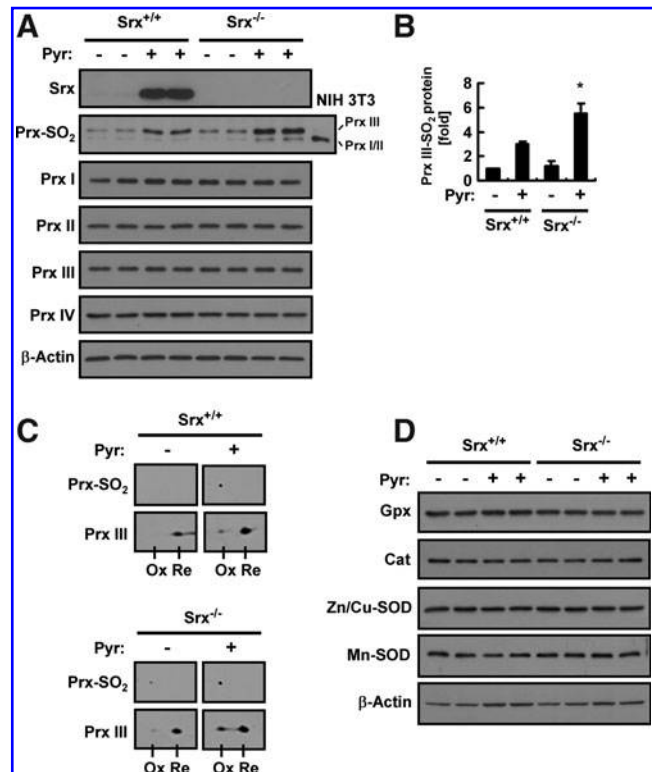 A
Srx+/+ Srx-/-
Pyr: - - + + - - + +
Srx
NIH 3T3
Prx-SO2
Prx III
Prx I/II
Prx I
Prx II
Prx III
Prx IV
β-Actin
B
Prx III-SO2 protein
[fold]
8
6
4
2
0
*
Pyr: - + - +
Srx+/+ Srx-/-
C
Srx+/+
Pyr: - +
Prx-SO2
Prx III
Ox Re Ox Re
Srx-/-
Pyr: - +
Prx-SO2
Prx III
Ox Re Ox Re
D
Srx+/+ Srx-/-
Pyr: - - + + - - + +
Gpx
Cat
Zn/Cu-SOD
Mn-SOD
β-Actin